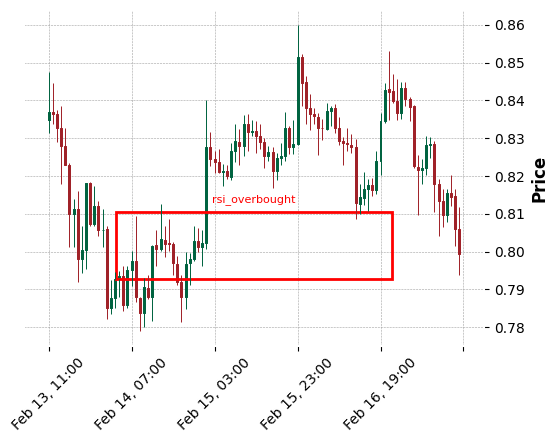 0.86
0.85
0.84
0.83
0.82
0.81
0.80
0.79
0.78
Price
rsi_overbought
Feb 13, 11:00
Feb 14, 07:00
Feb 15, 03:00
Feb 15, 23:00
Feb 16, 19:00